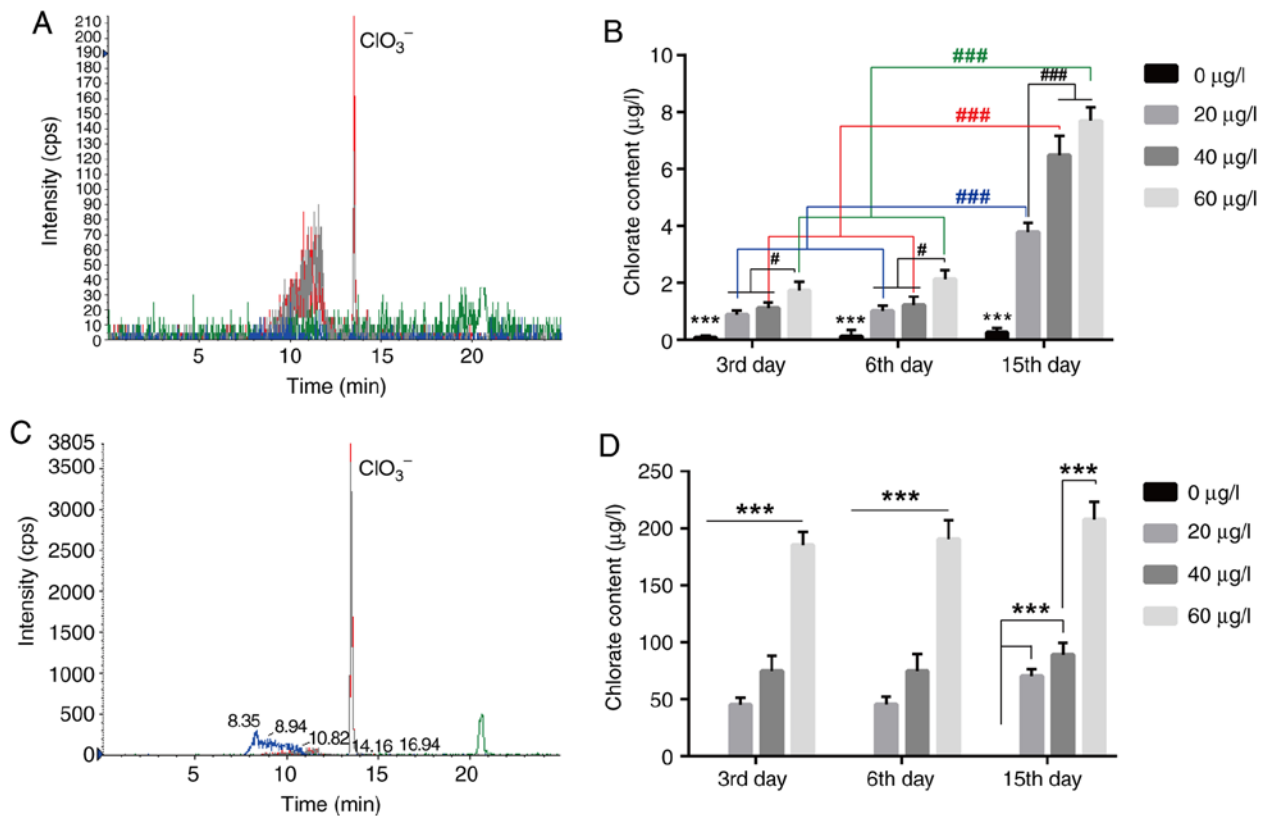 A
Intensity (cps)
210
200
190
180
170
160
150
140
130
120
110
100
90
80
70
60
50
40
30
20
10
0
ClO₃⁻
5 10 15 20
Time (min)
B
Chlorate content (µg/l)
10
8
6
4
2
0
###
###
###
###
#
#
*** *** ***
3rd day 6th day 15th day
0 µg/l
20 µg/l
40 µg/l
60 µg/l
C
Intensity (cps)
3805
3500
3000
2500
2000
1500
1000
500
0
ClO₃⁻
8.35
8.94
10.82
14.16 16.94
5 10 15 20
Time (min)
D
Chlorate content (µg/l)
250
200
150
100
50
0
*** *** ***
***
3rd day 6th day 15th day
0 µg/l
20 µg/l
40 µg/l
60 µg/l